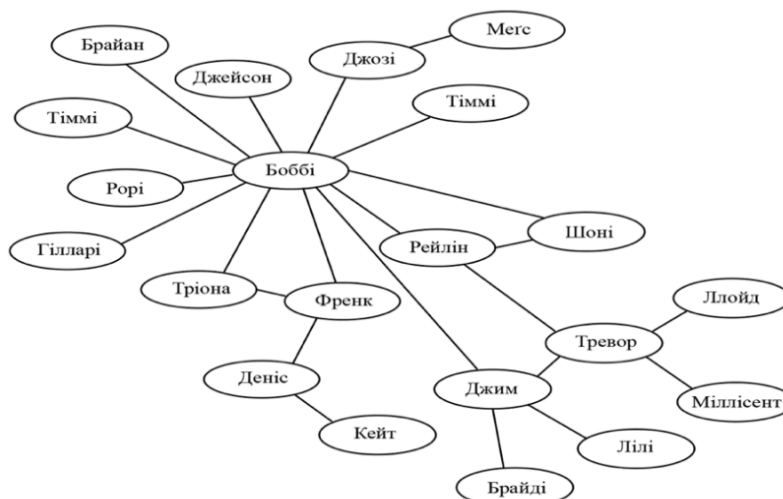 Меґс
Брайан
Джозі
Джейсон
Тіммі
Тіммі
Боббі
Рорі
Шоні
Рейлін
Гілларі
Тріона
Френк
Ллойд
Тревор
Деніс
Джим
Міллісент
Кейт
Лілі
Брайді